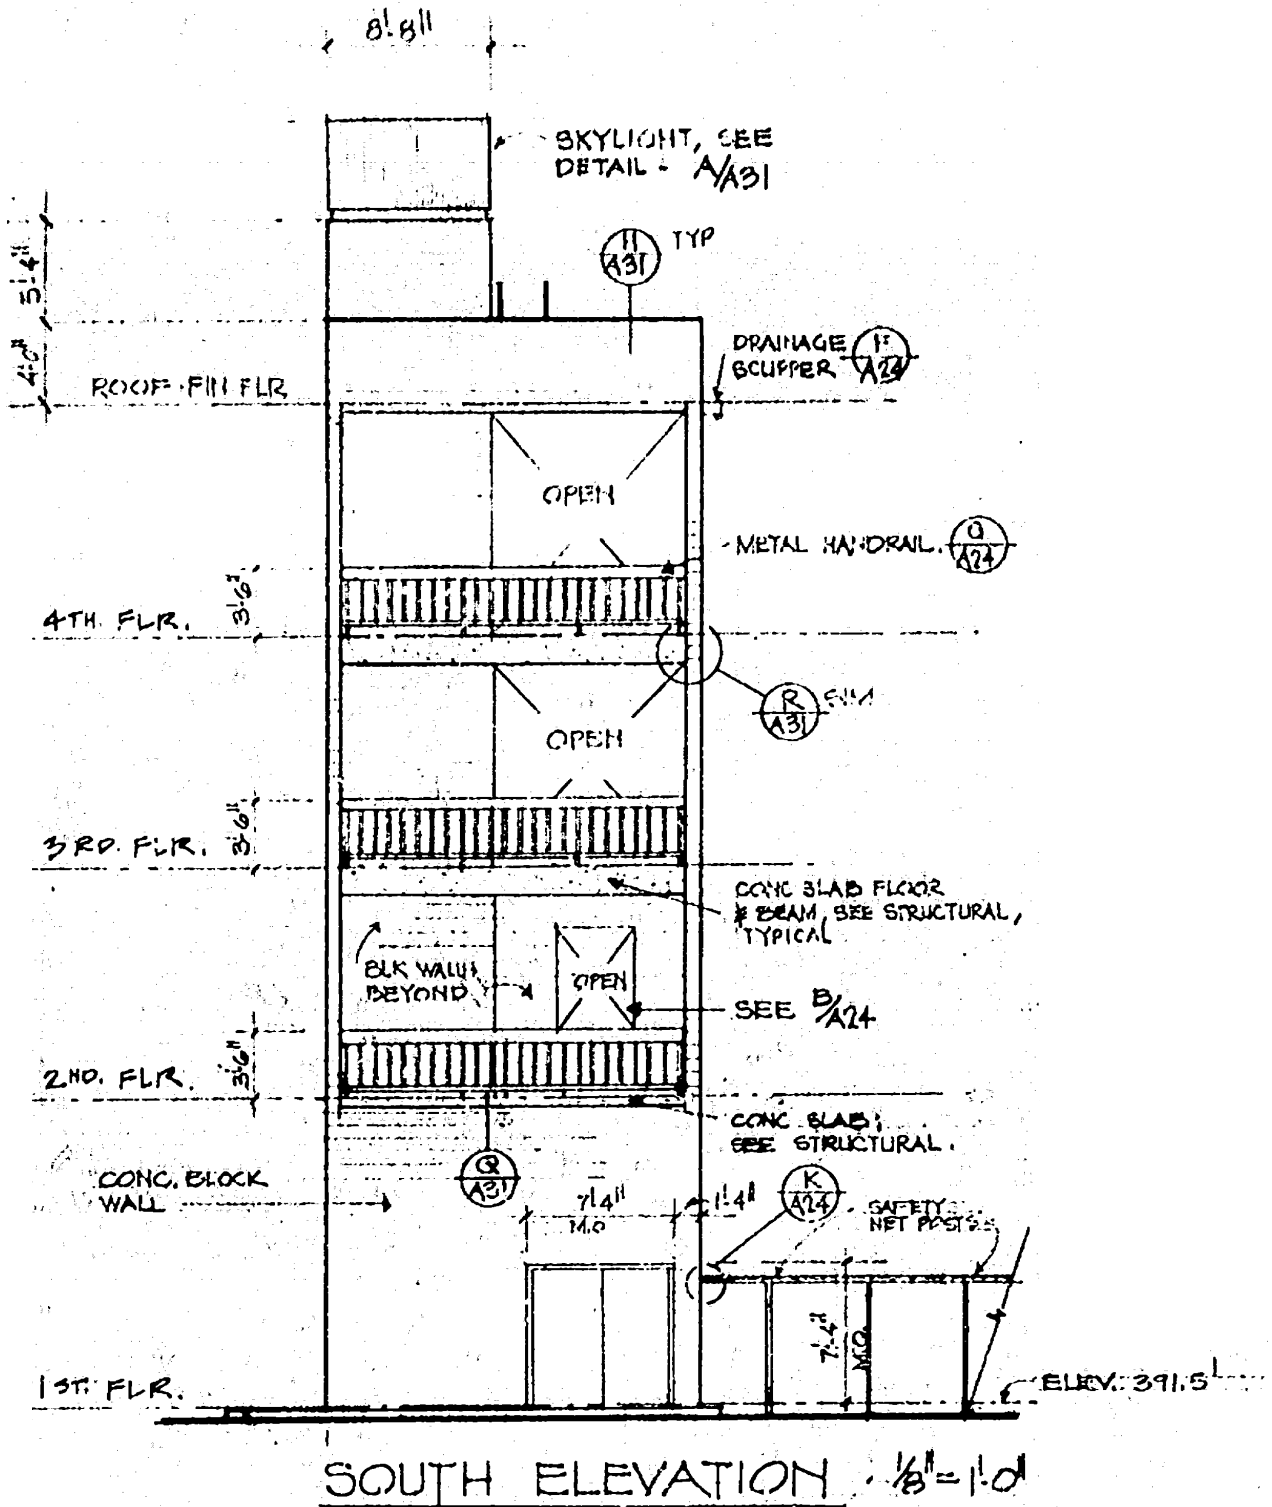 8'-8"
SKYLIGHT, SEE
DETAIL - A/A31
5'-4"
H
A31
TYP
4'-0"
DRAINAGE
SCUPPER
F
A24
ROOF FIN FLR
OPEN
METAL HANDRAIL.
Q
A24
3'-6"
4TH. FLR.
R
A31
OPEN
3'-6"
3RD. FLR.
CONC SLAB FLOOR
& BEAM, SEE STRUCTURAL,
TYPICAL
BLK WALLS
BEYOND
OPEN
SEE B/A24
3'-6"
2ND. FLR.
CONC SLAB;
SEE STRUCTURAL.
CONC. BLOCK
WALL
Q
A31
7'-4"
M.O
1'-4"
K
A24
SAFETY
NET POSTS
7'-4"
M.O.
1ST. FLR.
ELEV. 391.5'
SOUTH ELEVATION . 1/8" = 1'-0"